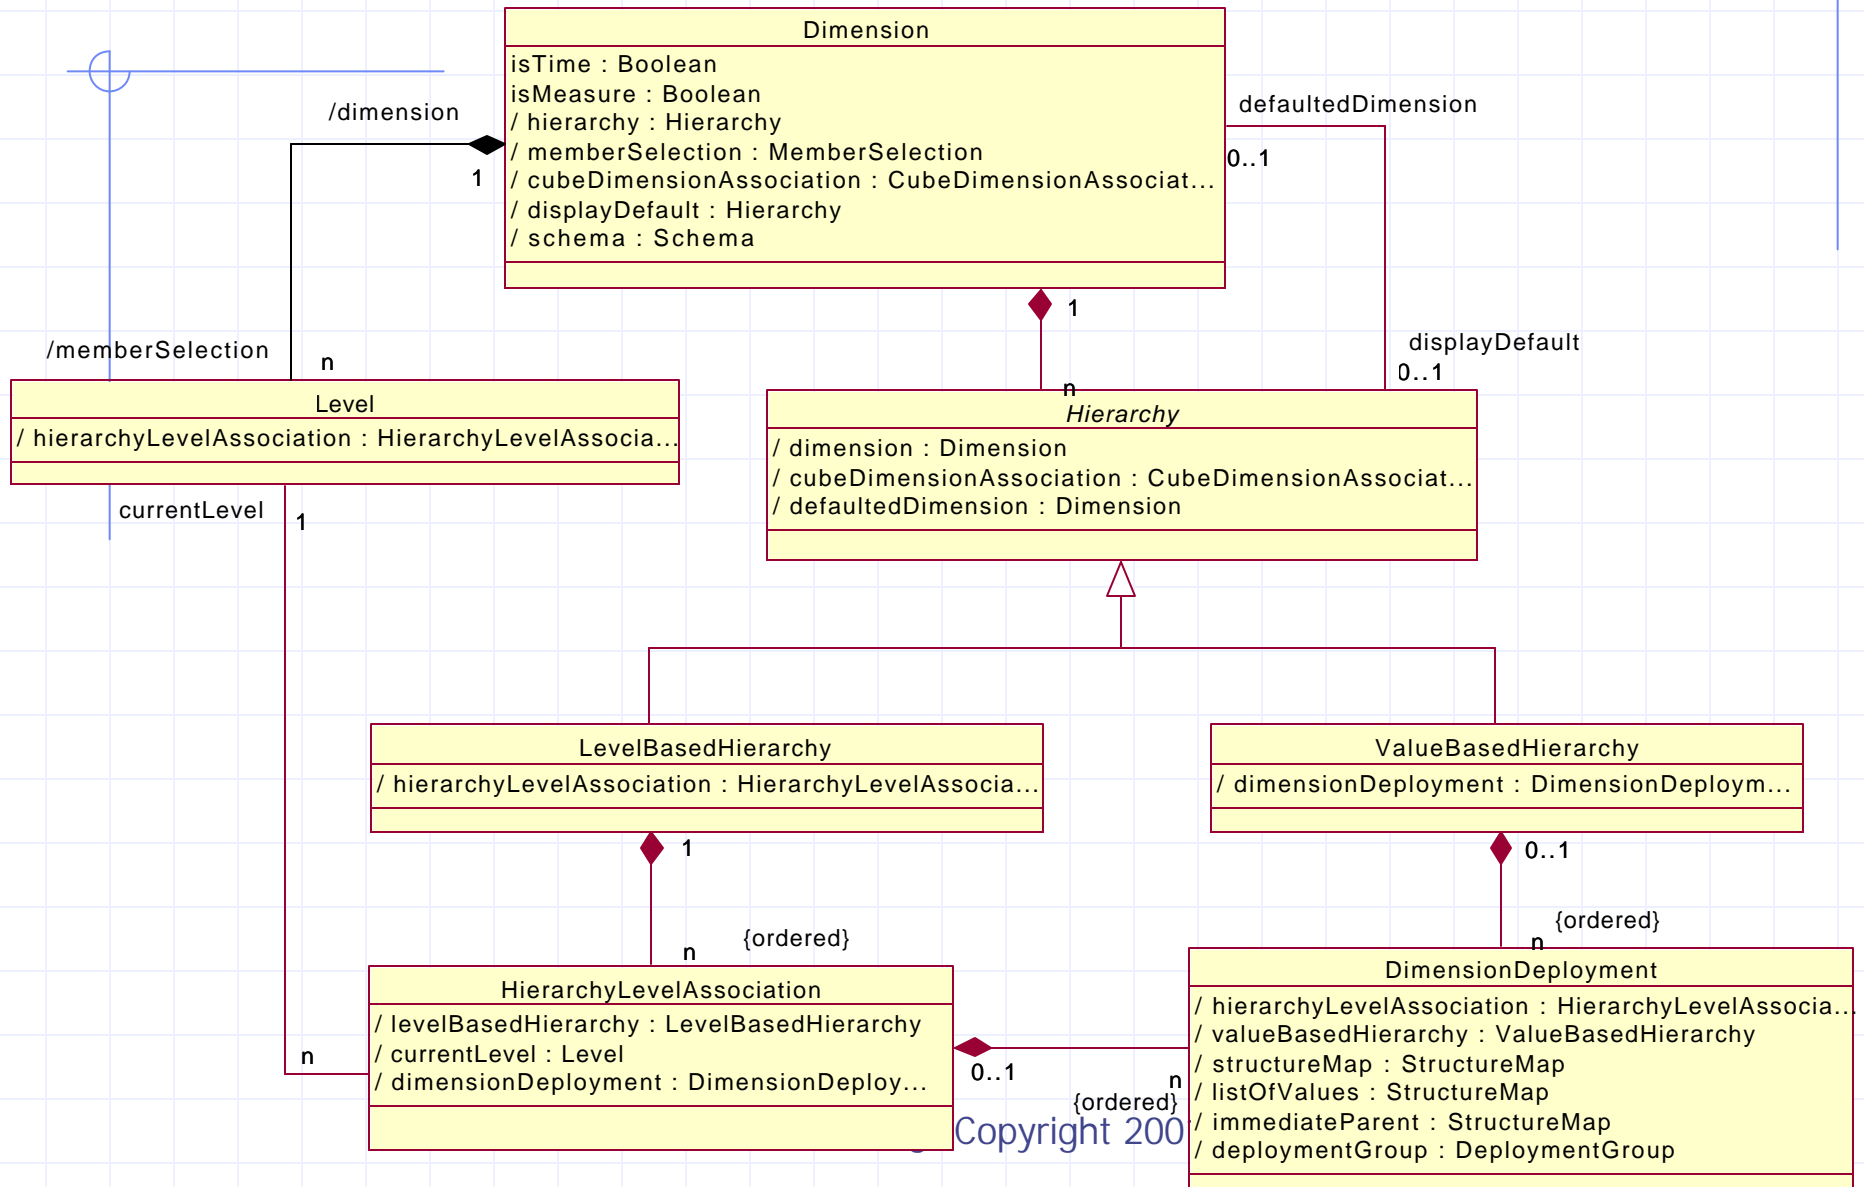 Dimension
isTime : Boolean
isMeasure : Boolean
/ hierarchy : Hierarchy
/ memberSelection : MemberSelection
/ cubeDimensionAssociation : CubeDimensionAssociat...
/ displayDefault : Hierarchy
/ schema : Schema
/dimension
1
defaultedDimension
0..1
1
displayDefault
0..1
/memberSelection
n
n
Level
/ hierarchyLevelAssociation : HierarchyLevelAssocia...
Hierarchy
/ dimension : Dimension
/ cubeDimensionAssociation : CubeDimensionAssociat...
/ defaultedDimension : Dimension
currentLevel
1
LevelBasedHierarchy
/ hierarchyLevelAssociation : HierarchyLevelAssocia...
ValueBasedHierarchy
/ dimensionDeployment : DimensionDeploym...
1
0..1
n
{ordered}
{ordered}
n
HierarchyLevelAssociation
/ levelBasedHierarchy : LevelBasedHierarchy
/ currentLevel : Level
/ dimensionDeployment : DimensionDeploy...
n
0..1
n
{ordered}
DimensionDeployment
/ hierarchyLevelAssociation : HierarchyLevelAssocia...
/ valueBasedHierarchy : ValueBasedHierarchy
/ structureMap : StructureMap
/ listOfValues : StructureMap
/ immediateParent : StructureMap
/ deploymentGroup : DeploymentGroup
Copyright 200